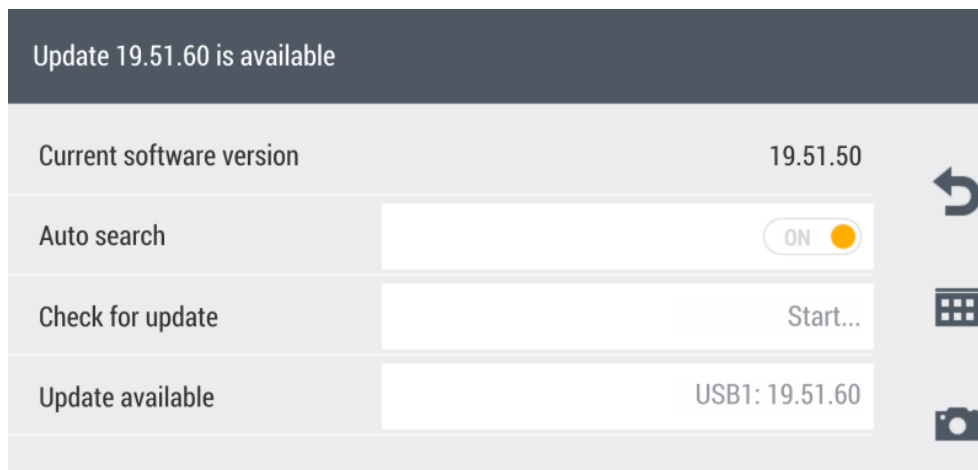 Update 19.51.60 is available
Current software version 19.51.50
Auto search ON
Check for update Start...
Update available USB1: 19.51.60